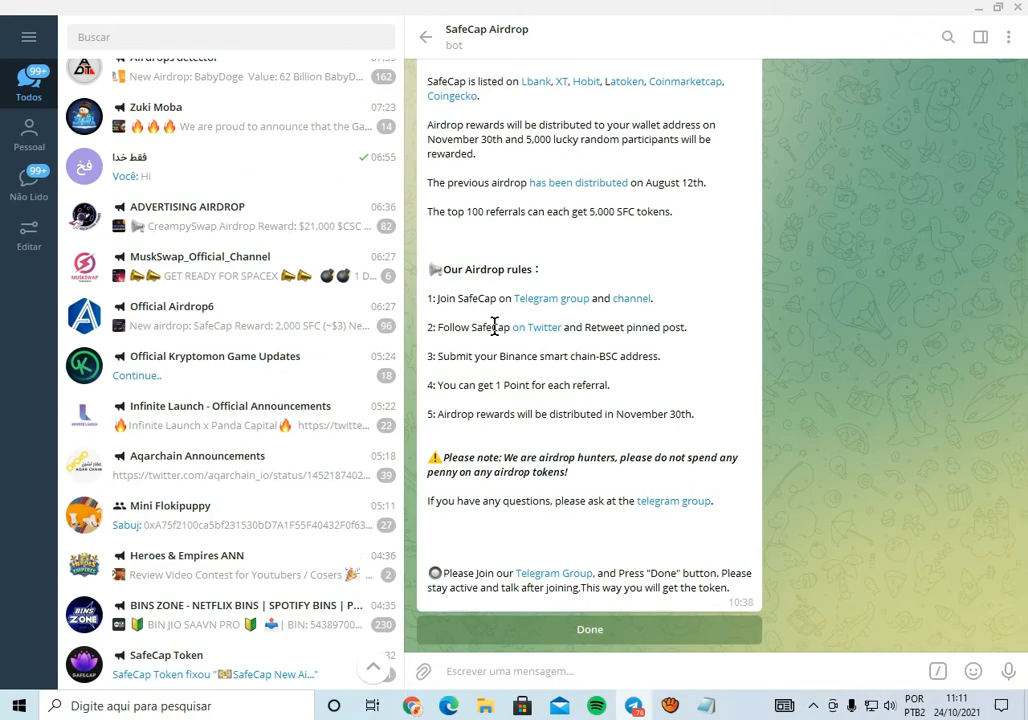 Buscar
SafeCap Airdrop
bot
99+
Todos
Pessoal
99+
Não Lido
Editar
New Airdrop: BabyDoge Value: 62 Billion BabyD...
162
Zuki Moba
07:23
🔥🔥🔥 We are proud to announce that the Ga...
14
فقط خدا
06:55
فخ
Você: Hi
ADVERTISING AIRDROP
06:36
CreampySwap Airdrop Reward: $21,000 $CSC ...
82
MuskSwap_Official_Channel
06:27
GET READY FOR SPACEX 💣💣 1 D...
6
MUSKSWAP
Official Airdrop6
06:27
New airdrop: SafeCap Reward: 2,000 SFC (~$3) Ne...
96
Official Kryptomon Game Updates
05:24
Continue..
18
Infinite Launch - Official Announcements
05:22
🔥Infinite Launch x Panda Capital🔥 https://twitte...
22
Aqarchain Announcements
05:18
https://twitter.com/aqarchain_io/status/1452187402...
39
AQAR CHAIN
Mini Flokipuppy
05:11
Sabuj: 0xA75f2100ca5bf231530bD7A1F55F40432F0f63...
27
Heroes & Empires ANN
04:36
Review Video Contest for Youtubers / Cosers 🎉 ...
2
BINS ZONE - NETFLIX BINS | SPOTIFY BINS | P...
04:35
🔰 BIN JIO SAAVN PRO 🔰 📥 | BIN: 54389700...
230
BINS ZONE
SafeCap Token
32
SafeCap Token fixou "💵SafeCap New Ai..."
SAFECAP
SafeCap is listed on Lbank, XT, Hobit, Latoken, Coinmarketcap,
Coingecko.
Airdrop rewards will be distributed to your wallet address on
November 30th and 5,000 lucky random participants will be
rewarded.
The previous airdrop has been distributed on August 12th.
The top 100 referrals can each get 5,000 SFC tokens.
📢Our Airdrop rules：
1: Join SafeCap on Telegram group and channel.
2: Follow SafeCap on Twitter and Retweet pinned post.
3: Submit your Binance smart chain-BSC address.
4: You can get 1 Point for each referral.
5: Airdrop rewards will be distributed in November 30th.
⚠️Please note: We are airdrop hunters, please do not spend any
penny on any airdrop tokens!
If you have any questions, please ask at the telegram group.
🔘Please Join our Telegram Group, and Press "Done" button. Please
stay active and talk after joining,This way you will get the token.
10:38
Done
Escrever uma mensagem...
Digite aqui para pesquisar
74
POR
PTB2
11:11
24/10/2021